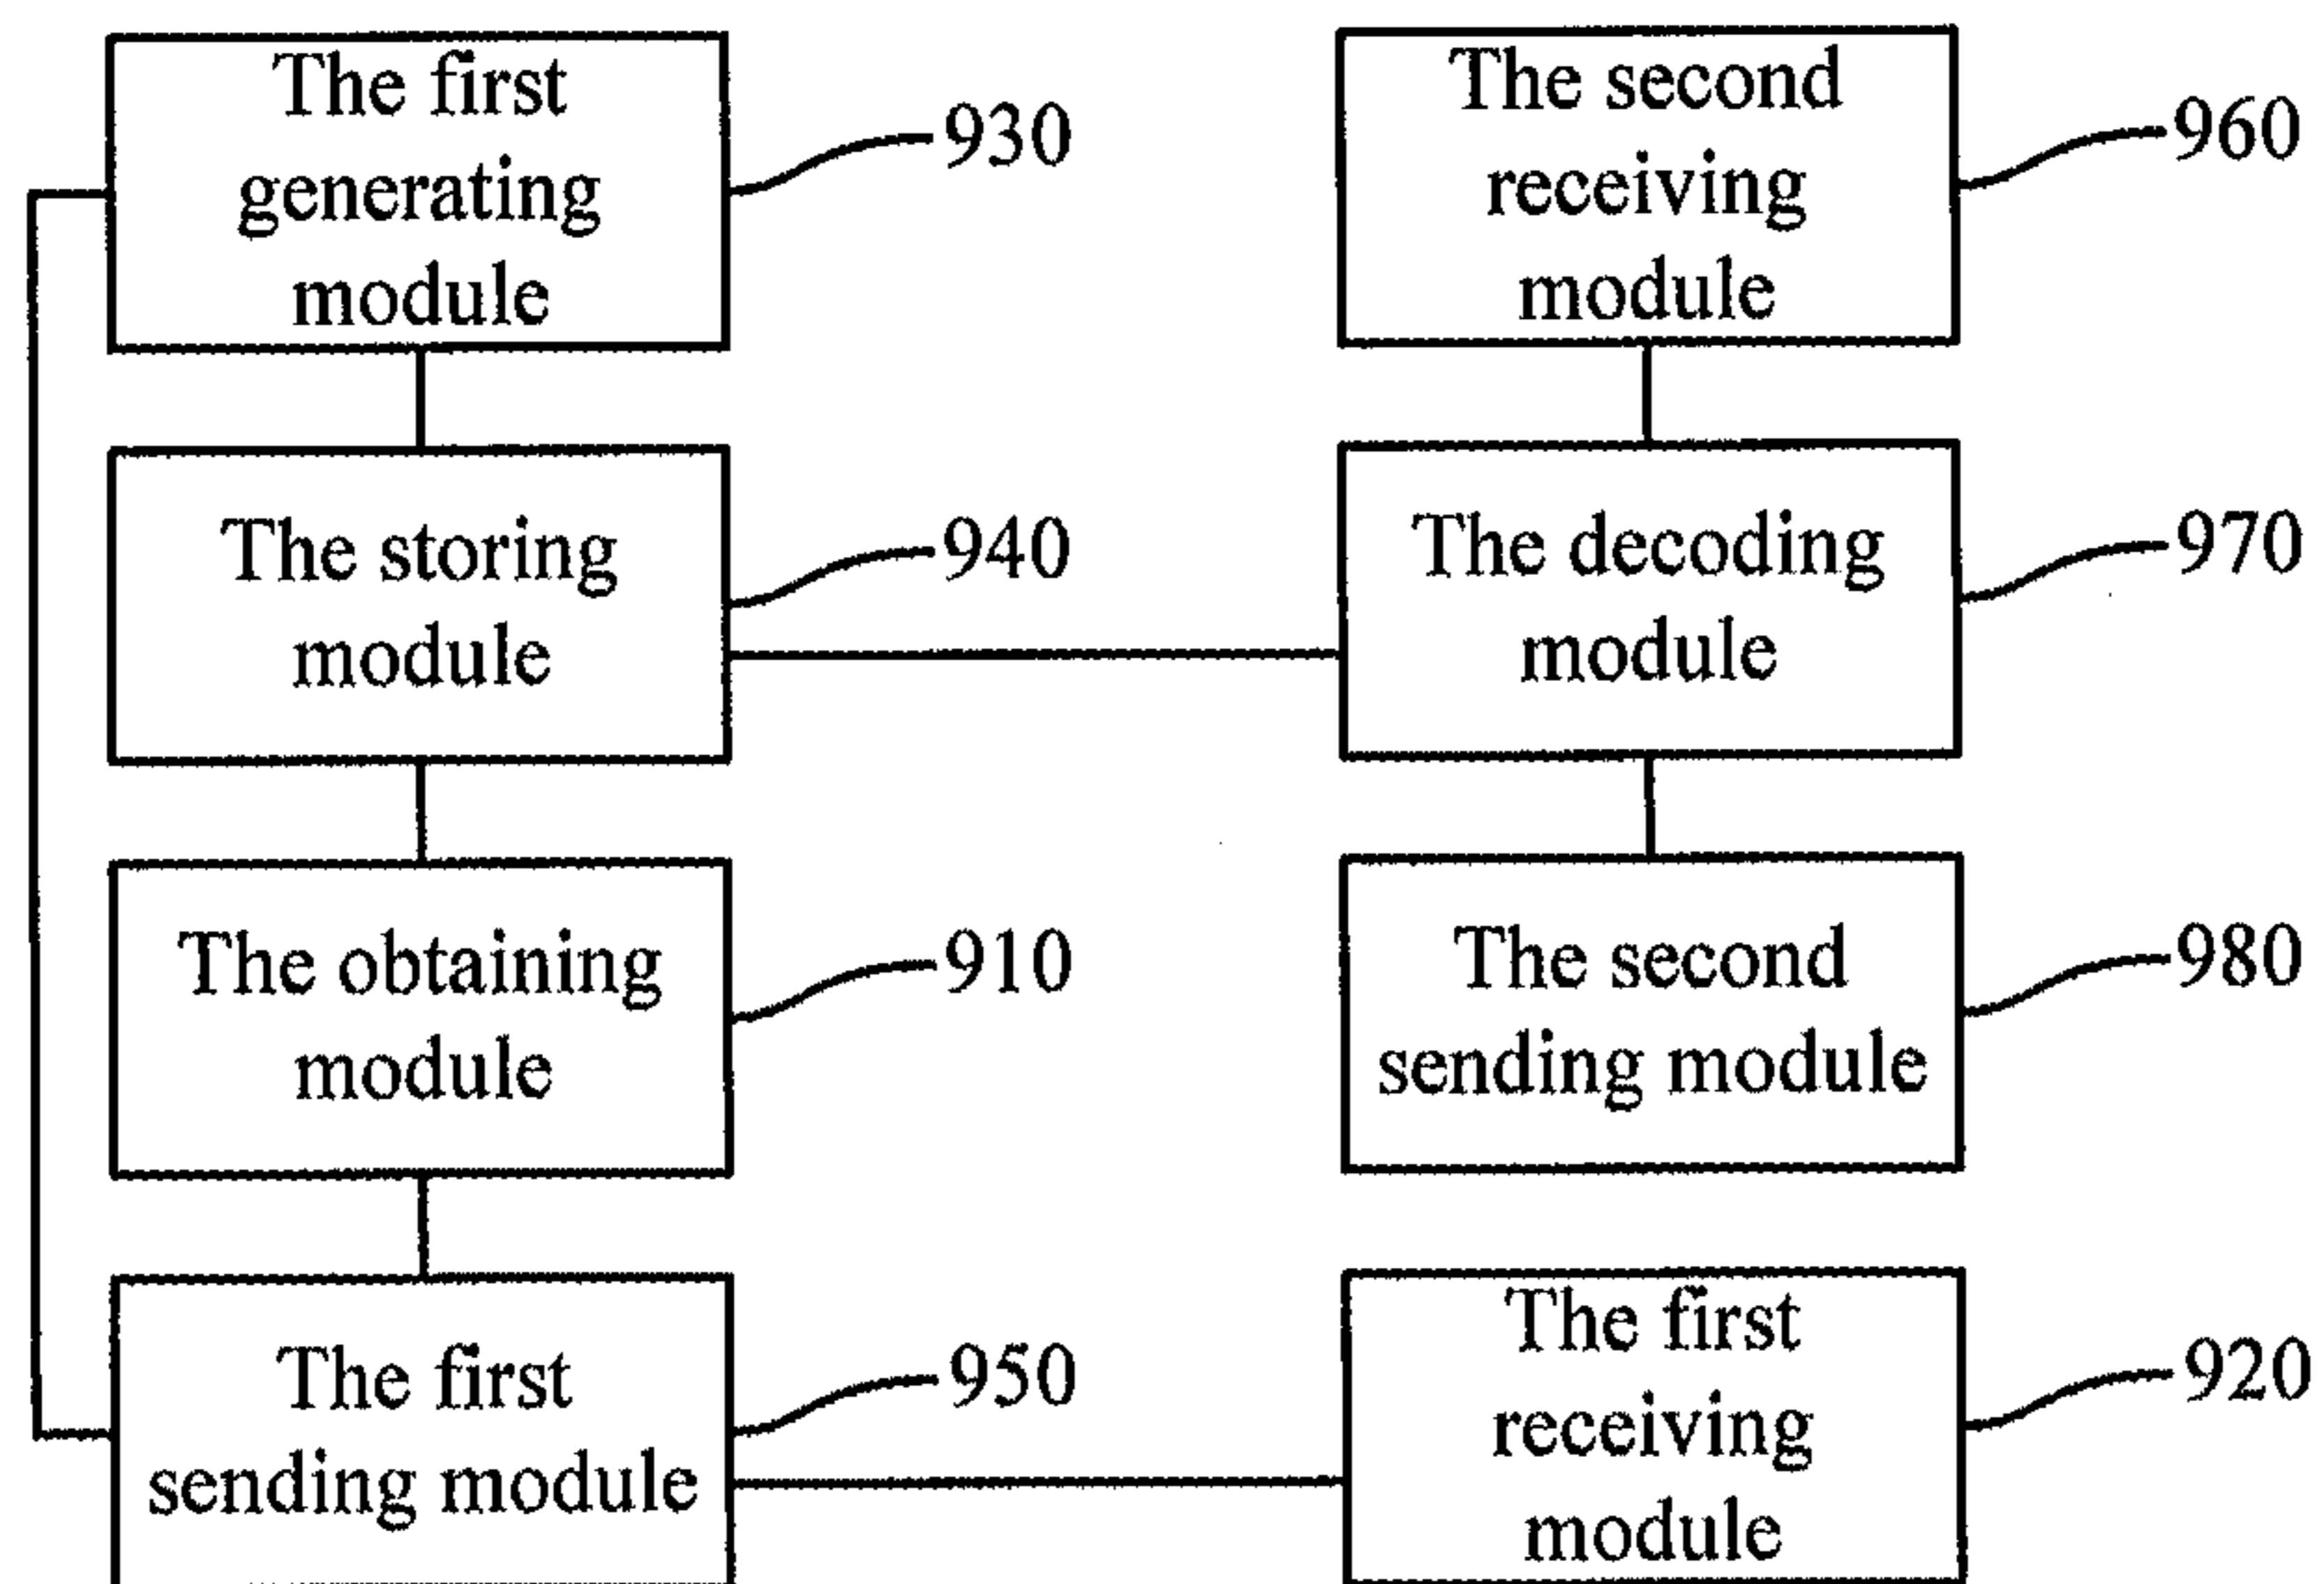 The first
generating
module
930
The storing
module
940
The obtaining
module
910
The first
sending module
950
The second
receiving
module
960
The decoding
module
970
The second
sending module
980
The first
receiving
module
920